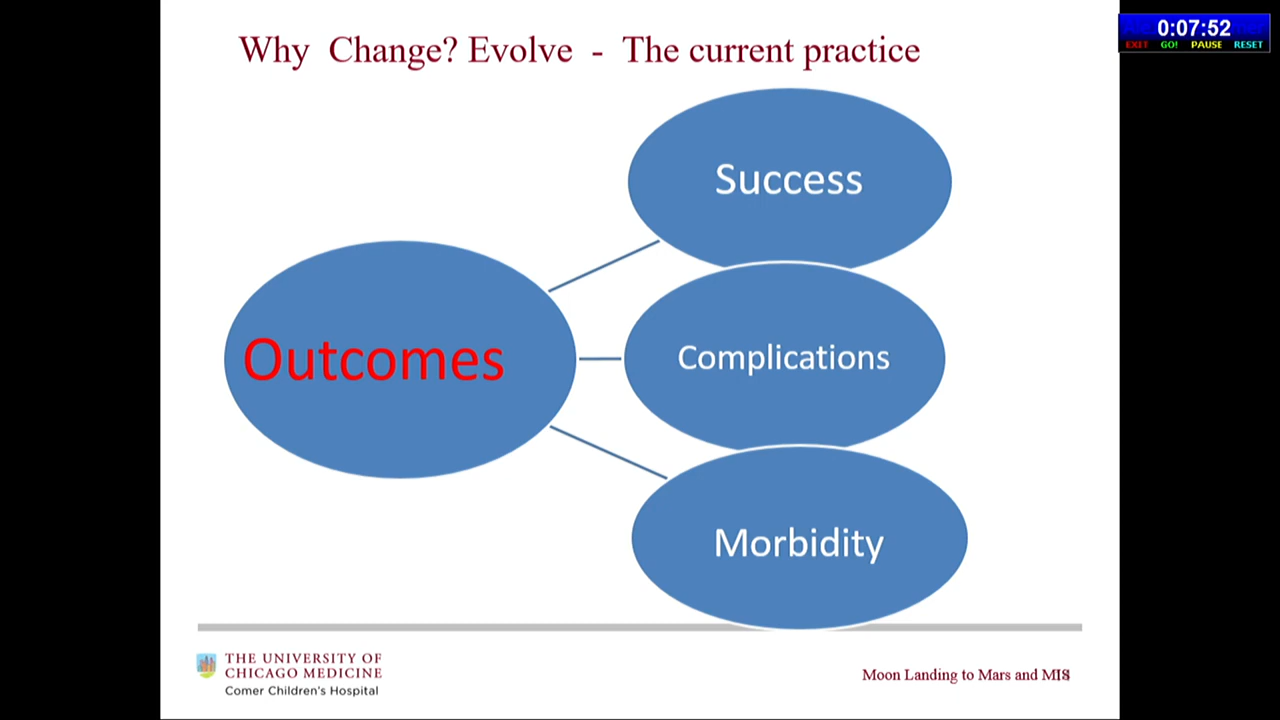 Why Change? Evolve - The current practice
0:07:52
EXIT GO! PAUSE RESET
Success
Outcomes
Complications
Morbidity
THE UNIVERSITY OF
CHICAGO MEDICINE
Comer Children's Hospital
Moon Landing to Mars and MIS